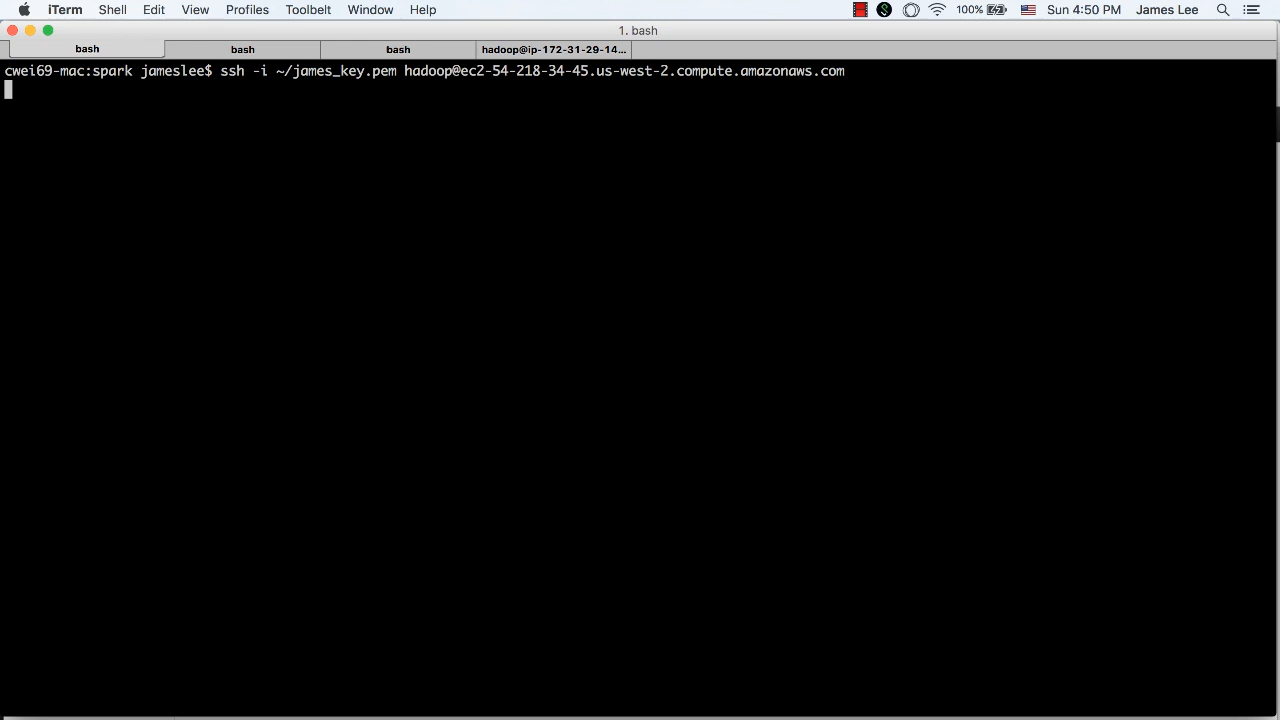 iTerm Shell Edit View Profiles Toolbelt Window Help 100% Sun 4:50 PM James Lee
1. bash
bash bash bash hadoop@ip-172-31-29-14...
cwei69-mac:spark jameslee$ ssh -i ~/james_key.pem hadoop@ec2-54-218-34-45.us-west-2.compute.amazonaws.com